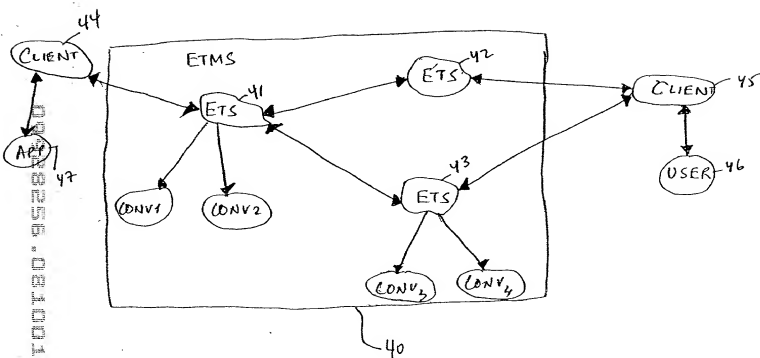 44
CLIENT
ETMS
42
ETS
41
ETS
CLIENT
45
APP
47
43
ETS
USER
46
CONV1
CONV2
CONV3
CONV4
40